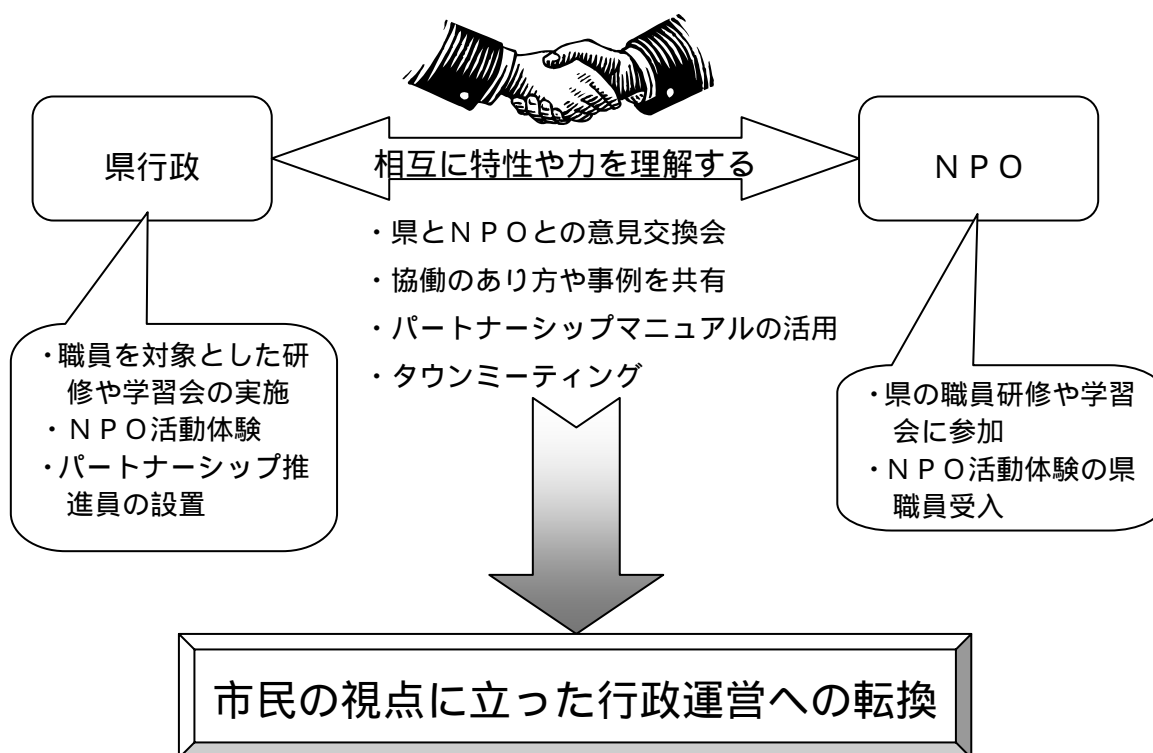 県行政
相互に特性や力を理解する
ＮＰＯ
・県とＮＰＯとの意見交換会
・協働のあり方や事例を共有
・パートナーシップマニュアルの活用
・タウンミーティング
・職員を対象とした研
修や学習会の実施
・ＮＰＯ活動体験
・パートナーシップ推
進員の設置
・県の職員研修や学習
会に参加
・ＮＰＯ活動体験の県
職員受入
市民の視点に立った行政運営への転換